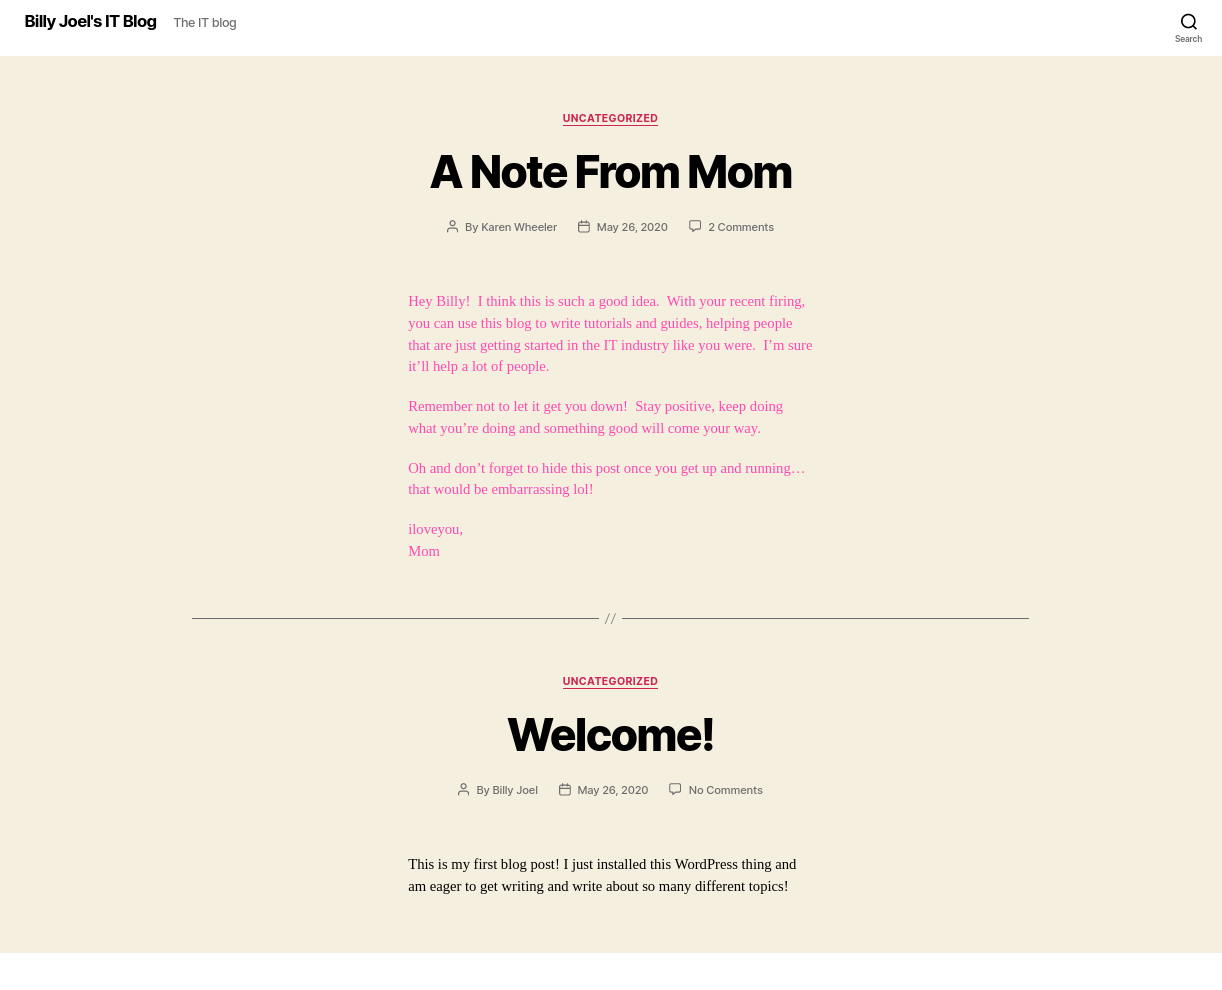 Billy Joel's IT Blog The IT blog
Search
UNCATEGORIZED
A Note From Mom
By Karen Wheeler May 26, 2020 2 Comments
Hey Billy!  I think this is such a good idea.  With your recent firing,
you can use this blog to write tutorials and guides, helping people
that are just getting started in the IT industry like you were.  I’m sure
it’ll help a lot of people.
Remember not to let it get you down!  Stay positive, keep doing
what you’re doing and something good will come your way.
Oh and don’t forget to hide this post once you get up and running…
that would be embarrassing lol!
iloveyou,
Mom
//
UNCATEGORIZED
Welcome!
By Billy Joel May 26, 2020 No Comments
This is my first blog post! I just installed this WordPress thing and
am eager to get writing and write about so many different topics!